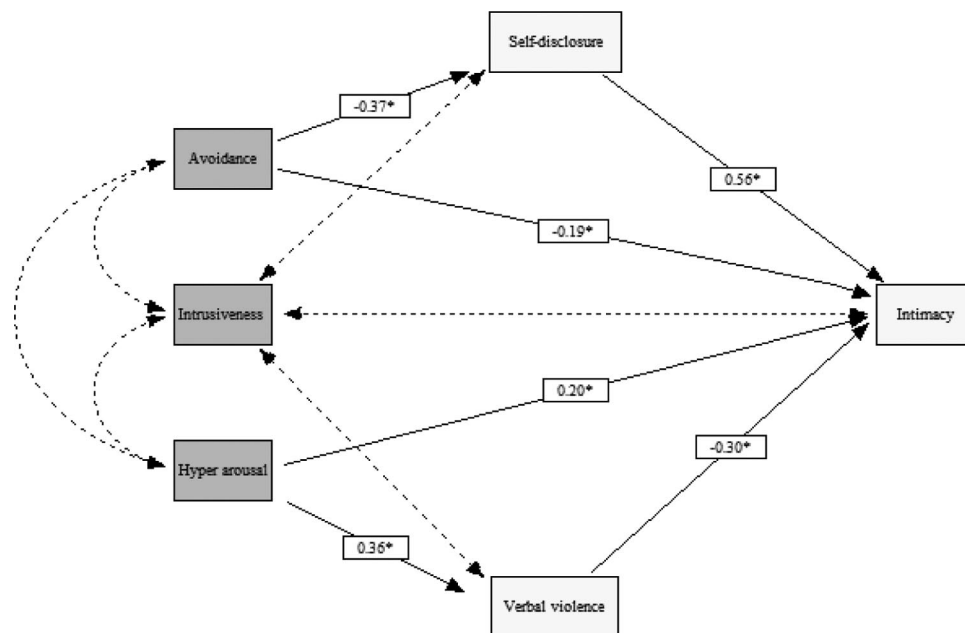 Self-disclosure
-0.37*
Avoidance
0.56*
-0.19*
Intrusiveness
Intimacy
0.20*
-0.30*
Hyper arousal
0.36*
Verbal violence